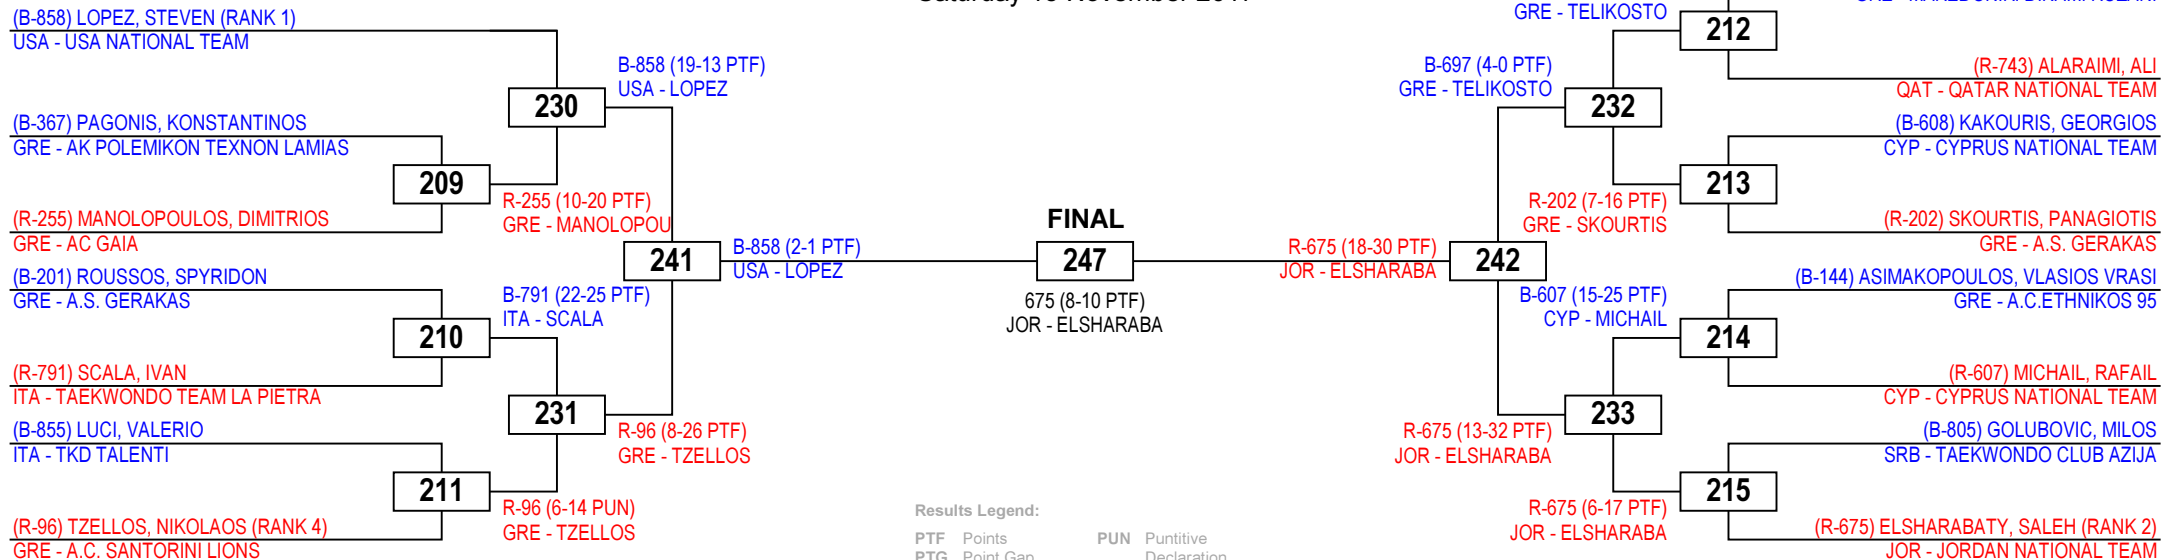 (B-858) LOPEZ, STEVEN (RANK 1)
USA - USA NATIONAL TEAM
230
B-858 (19-13 PTF)
USA - LOPEZ
(B-367) PAGONIS, KONSTANTINOS
GRE - AK POLEMIKON TEXNON LAMIAS
209
R-255 (10-20 PTF)
GRE - MANOLOPOU
(R-255) MANOLOPOULOS, DIMITRIOS
GRE - AC GAIA
241
B-858 (2-1 PTF)
USA - LOPEZ
(B-201) ROUSSOS, SPYRIDON
GRE - A.S. GERAKAS
210
B-791 (22-25 PTF)
ITA - SCALA
(R-791) SCALA, IVAN
ITA - TAEKWONDO TEAM LA PIETRA
231
R-96 (8-26 PTF)
GRE - TZELLOS
(B-855) LUCI, VALERIO
ITA - TKD TALENTI
211
R-96 (6-14 PUN)
GRE - TZELLOS
(R-96) TZELLOS, NIKOLAOS (RANK 4)
GRE - A.C. SANTORINI LIONS
FINAL
247
675 (8-10 PTF)
JOR - ELSHARABA
Results Legend:
PTF Points PUN Puntitive
PTG Point Gap Declaration
GRE - TELIKOSTO
212
(R-743) ALARAIMI, ALI
QAT - QATAR NATIONAL TEAM
B-697 (4-0 PTF)
GRE - TELIKOSTO
232
(B-608) KAKOURIS, GEORGIOS
CYP - CYPRUS NATIONAL TEAM
213
R-202 (7-16 PTF)
GRE - SKOURTIS
(R-202) SKOURTIS, PANAGIOTIS
GRE - A.S. GERAKAS
R-675 (18-30 PTF)
JOR - ELSHARABA
242
(B-144) ASIMAKOPOULOS, VLASIOS VRASI
GRE - A.C.ETHNIKOS 95
B-607 (15-25 PTF)
CYP - MICHAIL
214
(R-607) MICHAIL, RAFAIL
CYP - CYPRUS NATIONAL TEAM
233
R-675 (13-32 PTF)
JOR - ELSHARABA
(B-805) GOLUBOVIC, MILOS
SRB - TAEKWONDO CLUB AZIJA
215
R-675 (6-17 PTF)
JOR - ELSHARABA
(R-675) ELSHARABATY, SALEH (RANK 2)
JOR - JORDAN NATIONAL TEAM